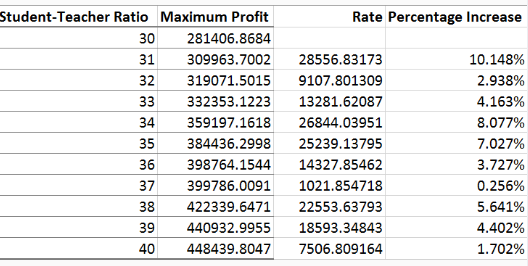 Student-Teacher Ratio Maximum Profit Rate Percentage Increase
30 281406.8684
31 309963.7002 28556.83173 10.148%
32 319071.5015 9107.801309 2.938%
33 332353.1223 13281.62087 4.163%
34 359197.1618 26844.03951 8.077%
35 384436.2998 25239.13795 7.027%
36 398764.1544 14327.85462 3.727%
37 399786.0091 1021.854718 0.256%
38 422339.6471 22553.63793 5.641%
39 440932.9955 18593.34843 4.402%
40 448439.8047 7506.809164 1.702%